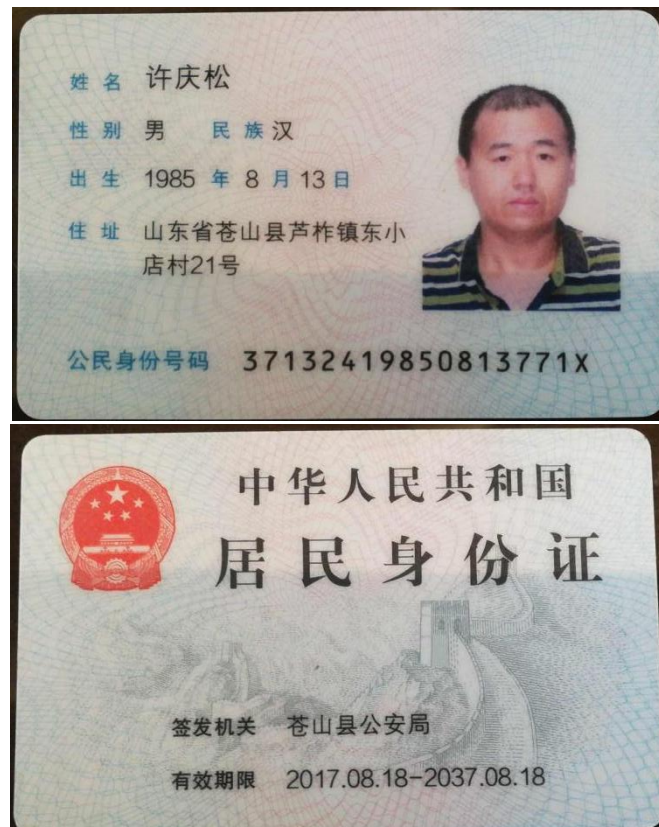 姓名 许庆松
性别 男 民族 汉
出生 1985 年 8 月 13 日
住址 山东省苍山县芦柞镇东小
店村21号
公民身份号码 37132419850813771X
中华人民共和国
居民身份证
签发机关 苍山县公安局
有效期限 2017.08.18-2037.08.18